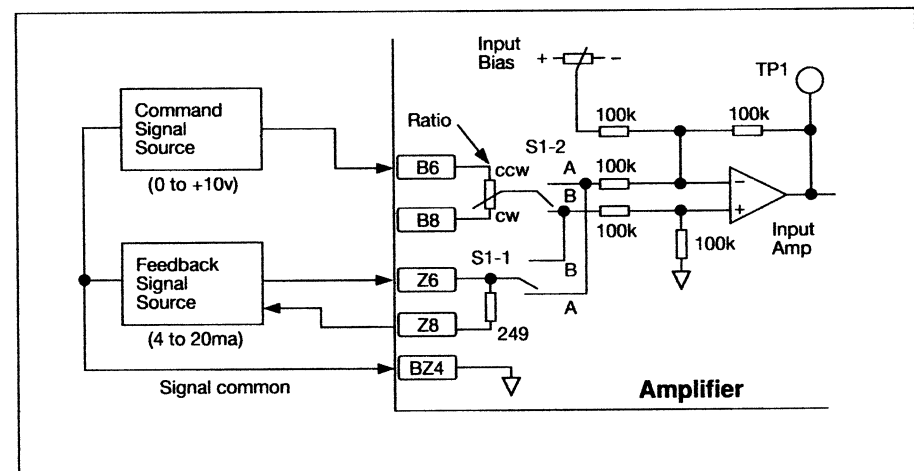 Input
Bias
+
-
TP1
Command
Signal
Source
(0 to +10v)
Ratio
100k
100k
S1-2
B6
ccw
A
100k
B
−
B8
cw
+
100k
100k
Input
Amp
Feedback
Signal
Source
(4 to 20ma)
S1-1
Z6
B
A
Z8
249
BZ4
Signal common
Amplifier